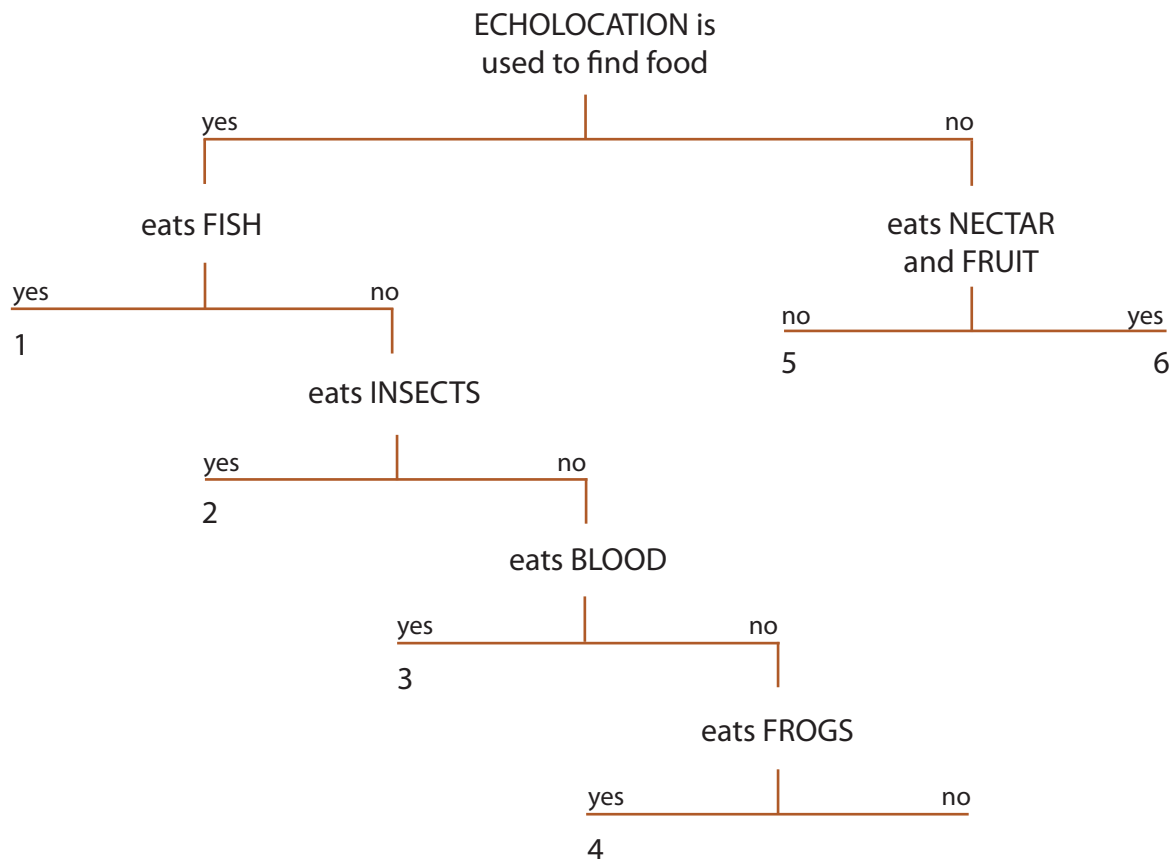 ECHOLOCATION is
used to find food
yes
no
eats FISH
eats NECTAR
and FRUIT
yes
no
no
yes
1
5
6
eats INSECTS
yes
no
2
eats BLOOD
yes
no
3
eats FROGS
yes
no
4